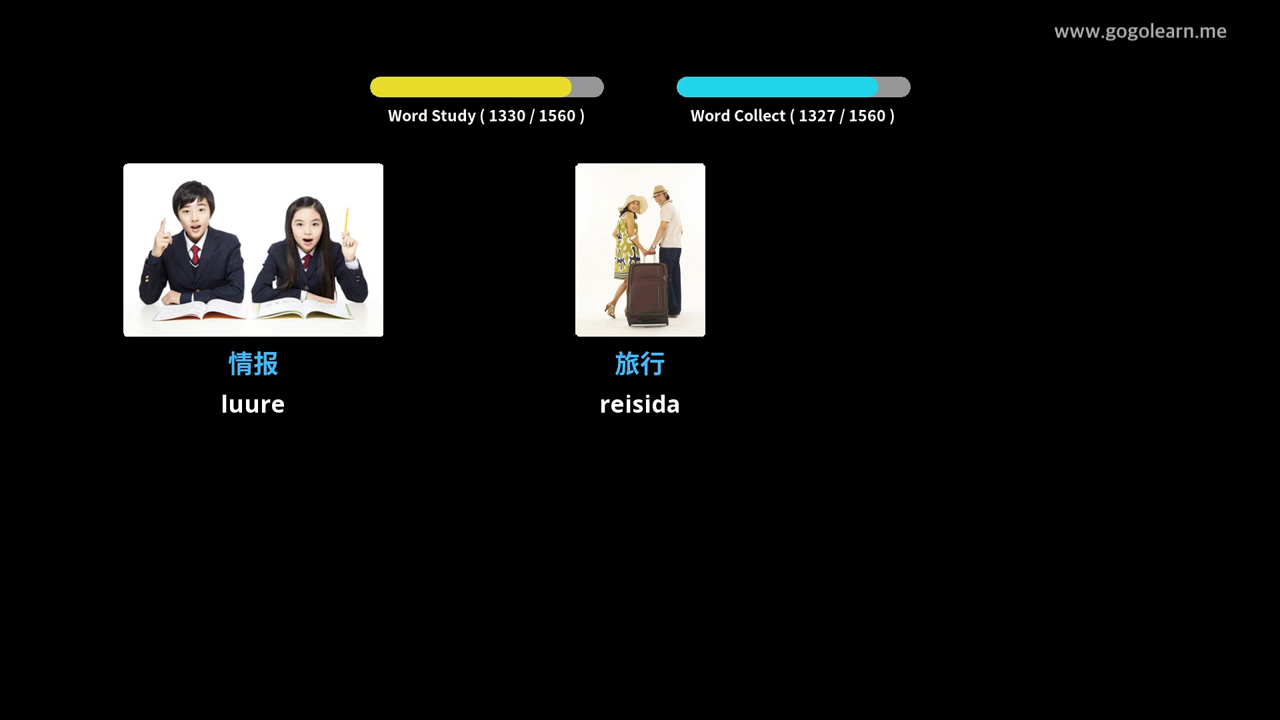 www.gogolearn.me
Word Study ( 1330 / 1560 )
Word Collect ( 1327 / 1560 )
情报
luure
旅行
reisida